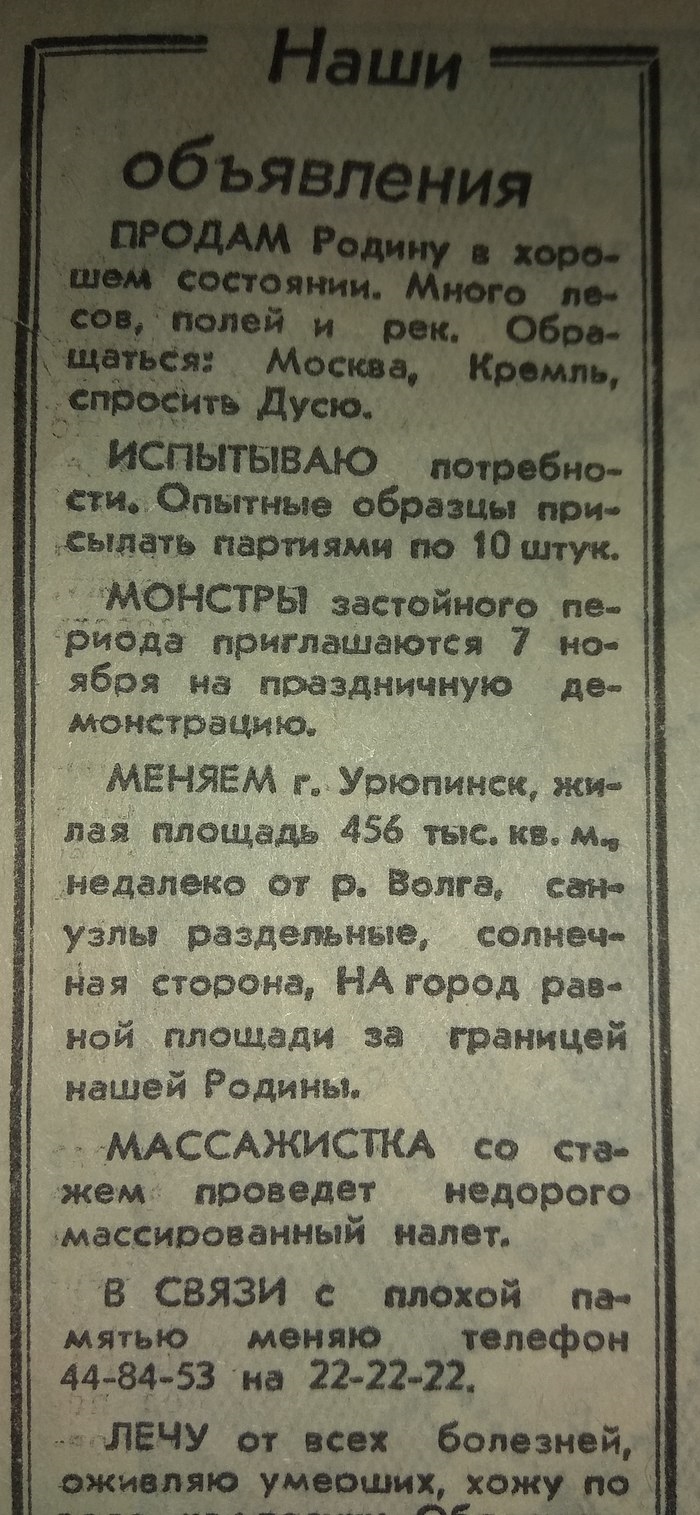 Наши
объявления
ПРОДАМ Родину в хоро-
шем состоянии. Много ле-
сов, полей и рек. Обра-
щаться: Москва, Кремль,
спросить Дусю.
ИСПЫТЫВАЮ потребно-
сти. Опытные образцы при-
сылать партиями по 10 штук.
МОНСТРЫ застойного пе-
риода приглашаются 7 но-
ября на праздничную де-
монстрацию.
МЕНЯЕМ г. Урюпинск, жи-
лая площадь 456 тыс. кв. м.,
недалеко от р. Волга, сан-
узлы раздельные, солнеч-
ная сторона, НА город рав-
ной площади за границей
нашей Родины.
МАССАЖИСТКА со ста-
жем проведет недорого
массированный налет.
В СВЯЗИ с плохой па-
мятью меняю телефон
44-84-53 на 22-22-22.
ЛЕЧУ от всех болезней,
оживляю умерших, хожу по